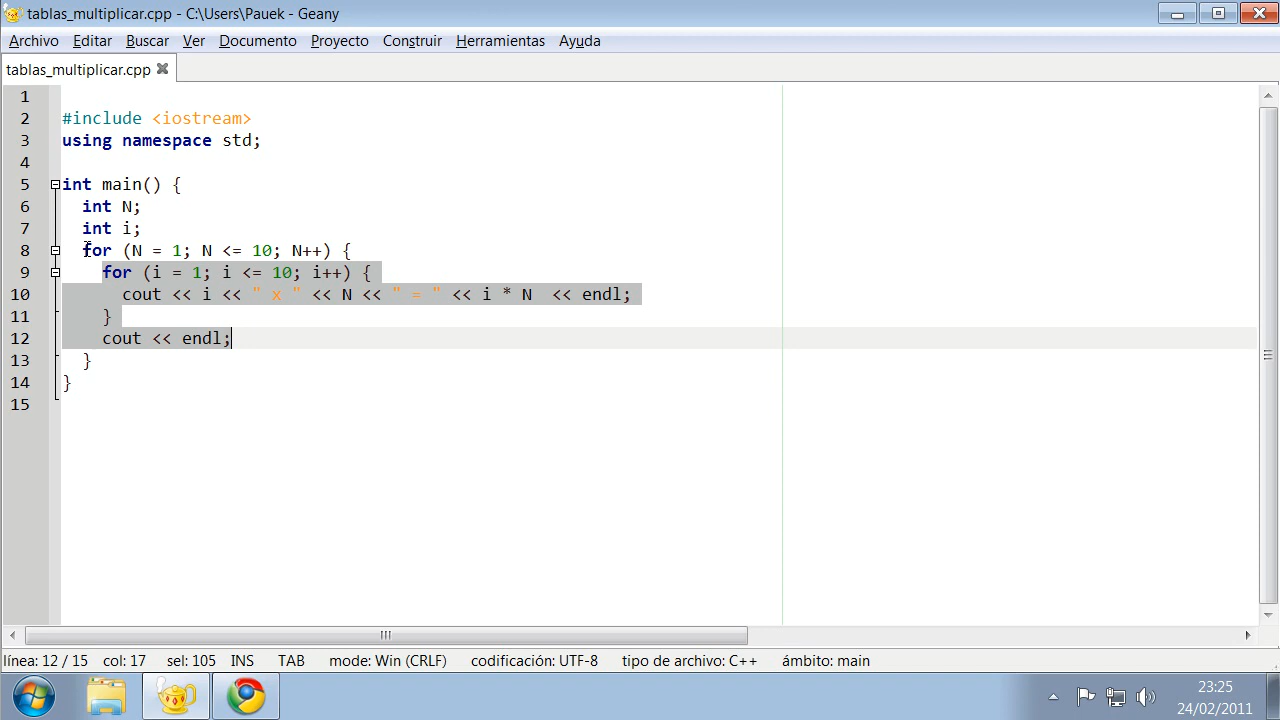 tablas_multiplicar.cpp - C:\Users\Pauek - Geany
Archivo Editar Buscar Ver Documento Proyecto Construir Herramientas Ayuda
tablas_multiplicar.cpp
1
2 #include <iostream>
3 using namespace std;
4
5 int main() {
6 int N;
7 int i;
8 for (N = 1; N <= 10; N++) {
9 for (i = 1; i <= 10; i++) {
10 cout << i << " x " << N << " = " << i * N  << endl;
11 }
12 cout << endl;
13 }
14 }
15
línea: 12 / 15 col: 17 sel: 105 INS TAB mode: Win (CRLF) codificación: UTF-8 tipo de archivo: C++ ámbito: main
23:25
24/02/2011